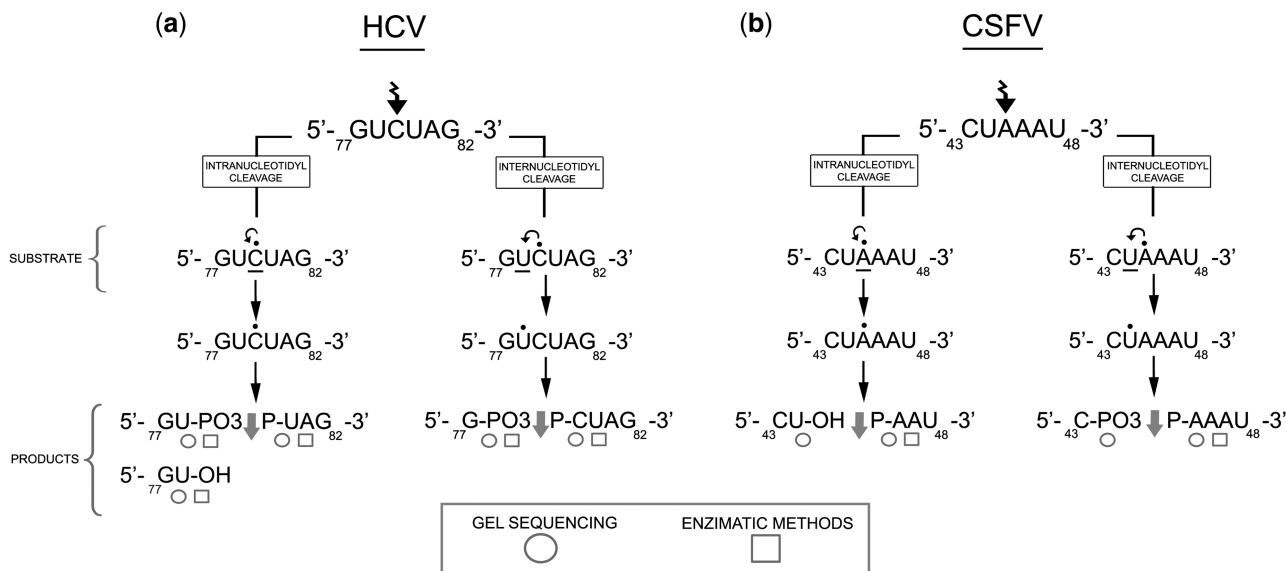 (a) HCV (b) CSFV
5’- 77GUCUAG82 -3’ 5’- 43CUAAAU48 -3’
INTRANUCLEOTIDYL CLEAVAGE INTERNUCLEOTIDYL CLEAVAGE INTRANUCLEOTIDYL CLEAVAGE INTERNUCLEOTIDYL CLEAVAGE
SUBSTRATE 5’- 77GUCUAG82 -3’ 5’- 77GUCUAG82 -3’ 5’- 43CUAAAU48 -3’ 5’- 43CUAAAU48 -3’
5’- 77GUCUAG82 -3’ 5’- 77GUCUAG82 -3’ 5’- 43CUAAAU48 -3’ 5’- 43CUAAAU48 -3’
5’- 77GU-PO3 P-UAG82 -3’ 5’- 77G-PO3 P-CUAG82 -3’ 5’- 43CU-OH P-AAU48 -3’ 5’- 43C-PO3 P-AAAU48 -3’
PRODUCTS
5’- 77GU-OH
GEL SEQUENCING ENZIMATIC METHODS